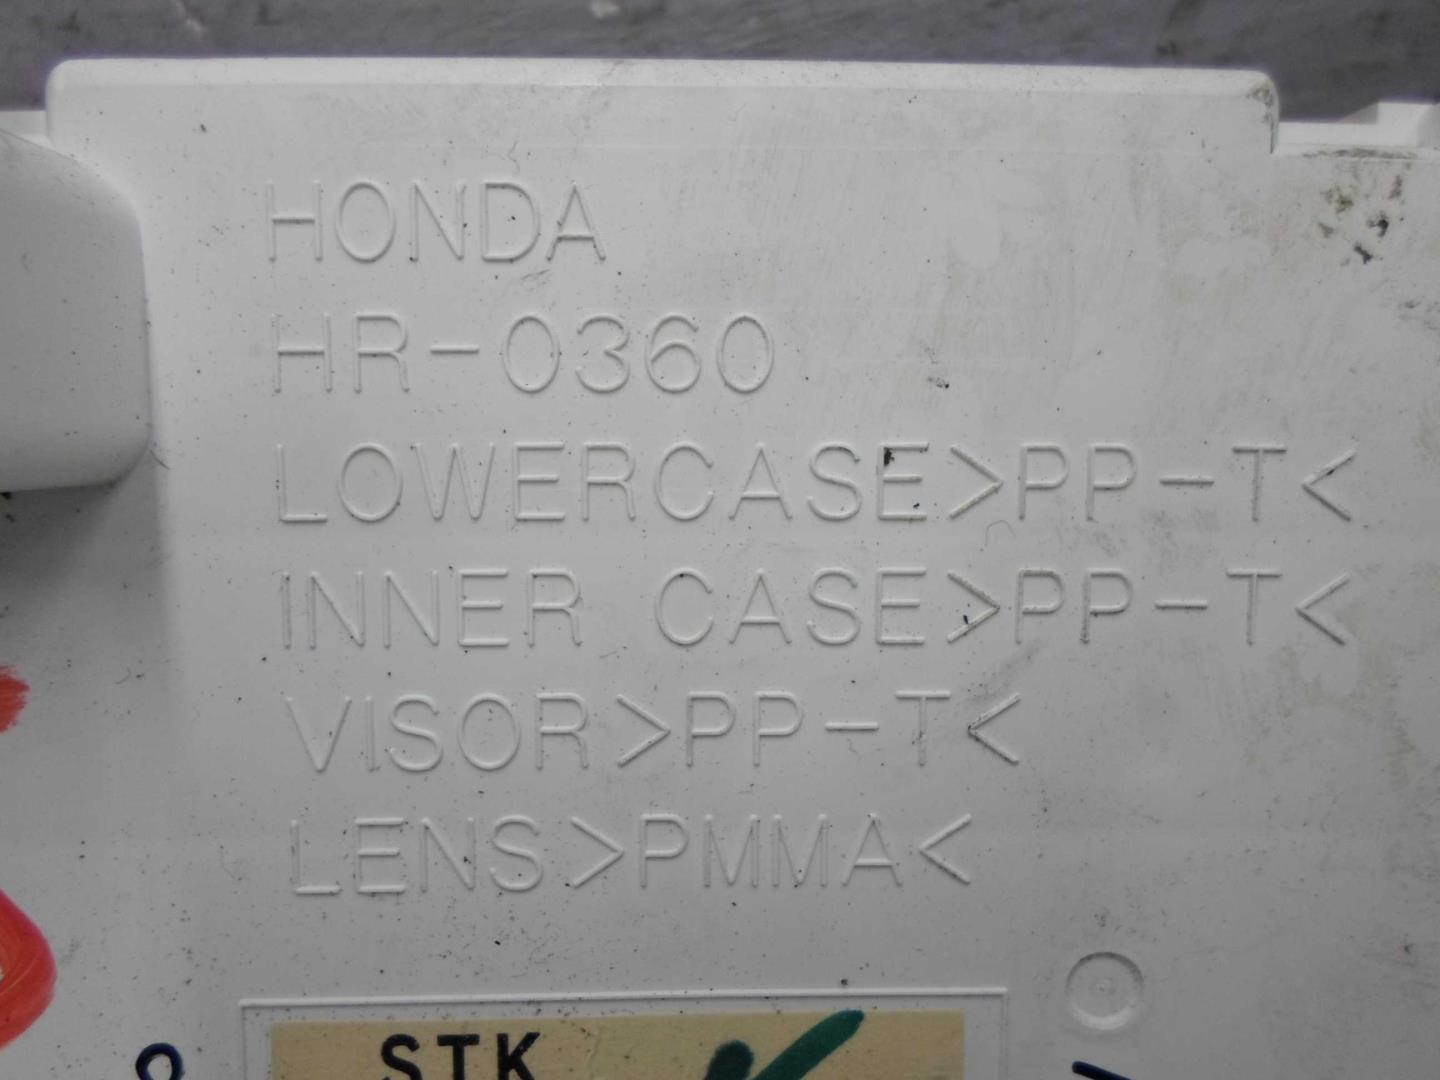 HONDA
HR-0360
LOWERCASE>PP-T<
INNER CASE>PP-T<
VISOR>PP-T<
LENS>PMMA<
STK